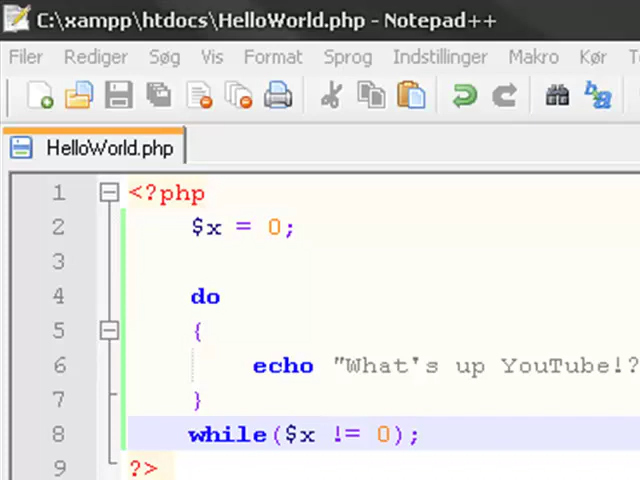 C:\xampp\htdocs\HelloWorld.php - Notepad++
Filer Rediger Søg Vis Format Sprog Indstillinger Makro Kør
HelloWorld.php
1 <?php
2 $x = 0;
3
4 do
5 {
6 echo "What's up YouTube!?
7 }
8 while($x != 0);
9 ?>